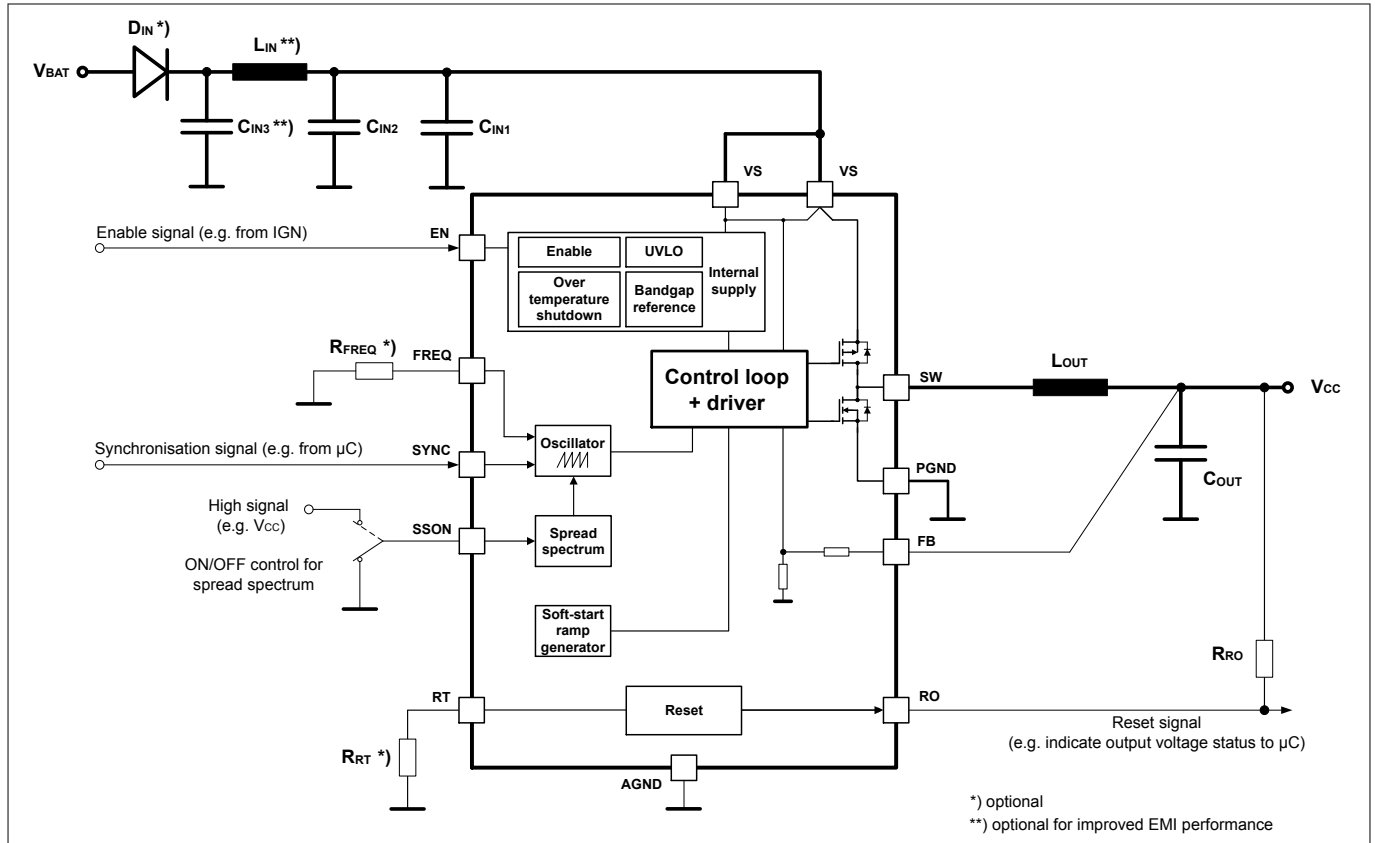 DIN *)
LIN **)
VBAT
CIN3 **)
CIN2
CIN1
VS
VS
Enable signal (e.g. from IGN)
EN
Enable
UVLO
Over
temperature
shutdown
Bandgap
reference
Internal
supply
RFREQ *)
FREQ
Control loop
+ driver
SW
LOUT
VCC
Synchronisation signal (e.g. from µC)
SYNC
Oscillator
PGND
COUT
High signal
(e.g. VCC)
SSON
Spread
spectrum
FB
ON/OFF control for
spread spectrum
Soft-start
ramp
generator
RRO
RT
Reset
RO
Reset signal
(e.g. indicate output voltage status to µC)
RRT *)
AGND
*) optional
**) optional for improved EMI performance